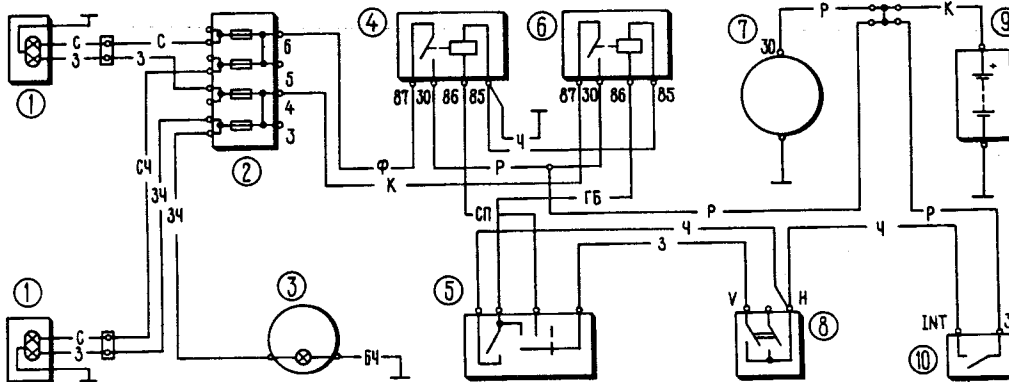 Р К
4 6 7 9
С С 6 30
З З +
1 5
4 87 30 86 85 87 30 86 85
3
2 Ч
СЧ ЗЧ Ф Р
ЗЧ К ГБ
СП Р Р
Ч Ч
З
1 3 5 V H
8
С INT 3
З БЧ 10